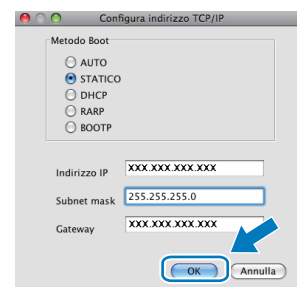 Configura indirizzo TCP/IP
Metodo Boot
AUTO
STATICO
DHCP
RARP
BOOTP
Indirizzo IP XXX.XXX.XXX.XXX
Subnet mask 255.255.255.0
Gateway XXX.XXX.XXX.XXX
OK Annulla